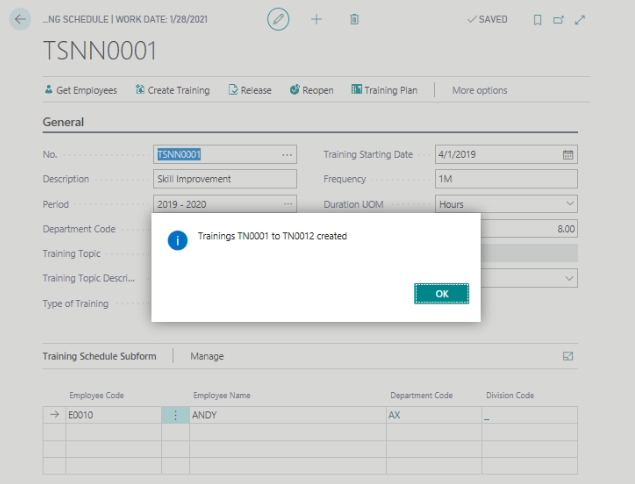 ...NG SCHEDULE | WORK DATE: 1/28/2021
✓ SAVED
TSNN0001
Get Employees Create Training Release Reopen Training Plan More options
General
No. TSNN0001 ... Training Starting Date 4/1/2019
Description Skill Improvement Frequency 1M
Period 2019 - 2020 ... Duration UOM Hours
Department Code 8.00
Training Topic
Training Topic Descri...
Type of Training
Trainings TN0001 to TN0012 created
OK
Training Schedule Subform Manage
Employee Code Employee Name Department Code Division Code
→ E0010 ANDY AX _